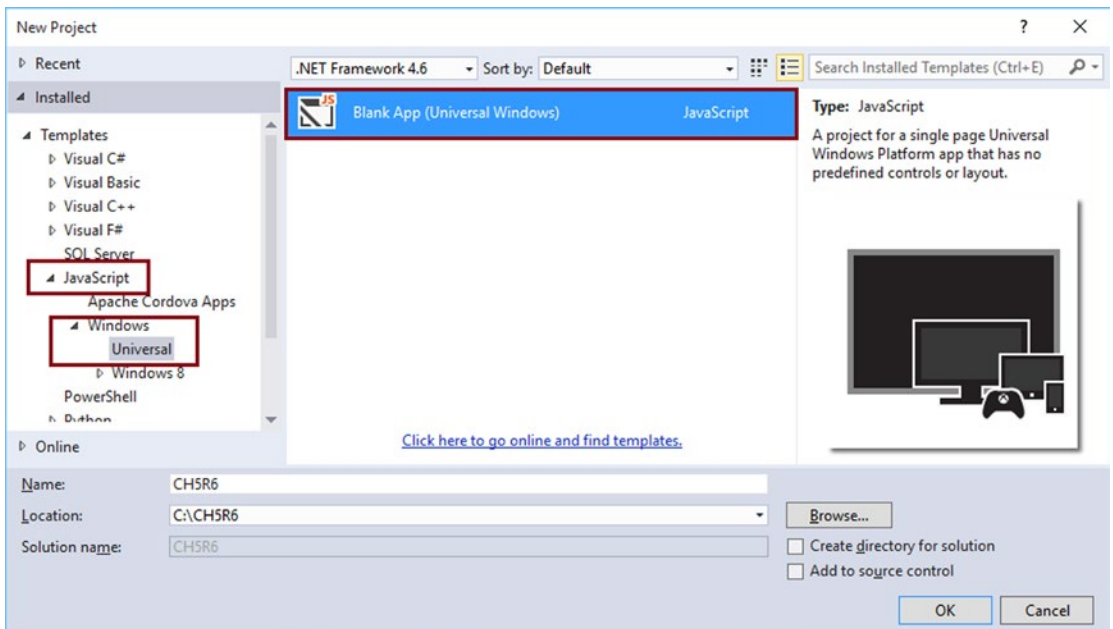 New Project
?
Recent
.NET Framework 4.6
Sort by: Default
Search Installed Templates (Ctrl+E)
Installed
Templates
Visual C#
Visual Basic
Visual C++
Visual F#
SQL Server
JavaScript
Apache Cordova Apps
Windows
Universal
Windows 8
PowerShell
Python
Online
JS
Blank App (Universal Windows) JavaScript
Click here to go online and find templates.
Type: JavaScript
A project for a single page Universal
Windows Platform app that has no
predefined controls or layout.
Name: CH5R6
Location: C:\CH5R6
Browse...
Solution name: CH5R6
Create directory for solution
Add to source control
OK
Cancel